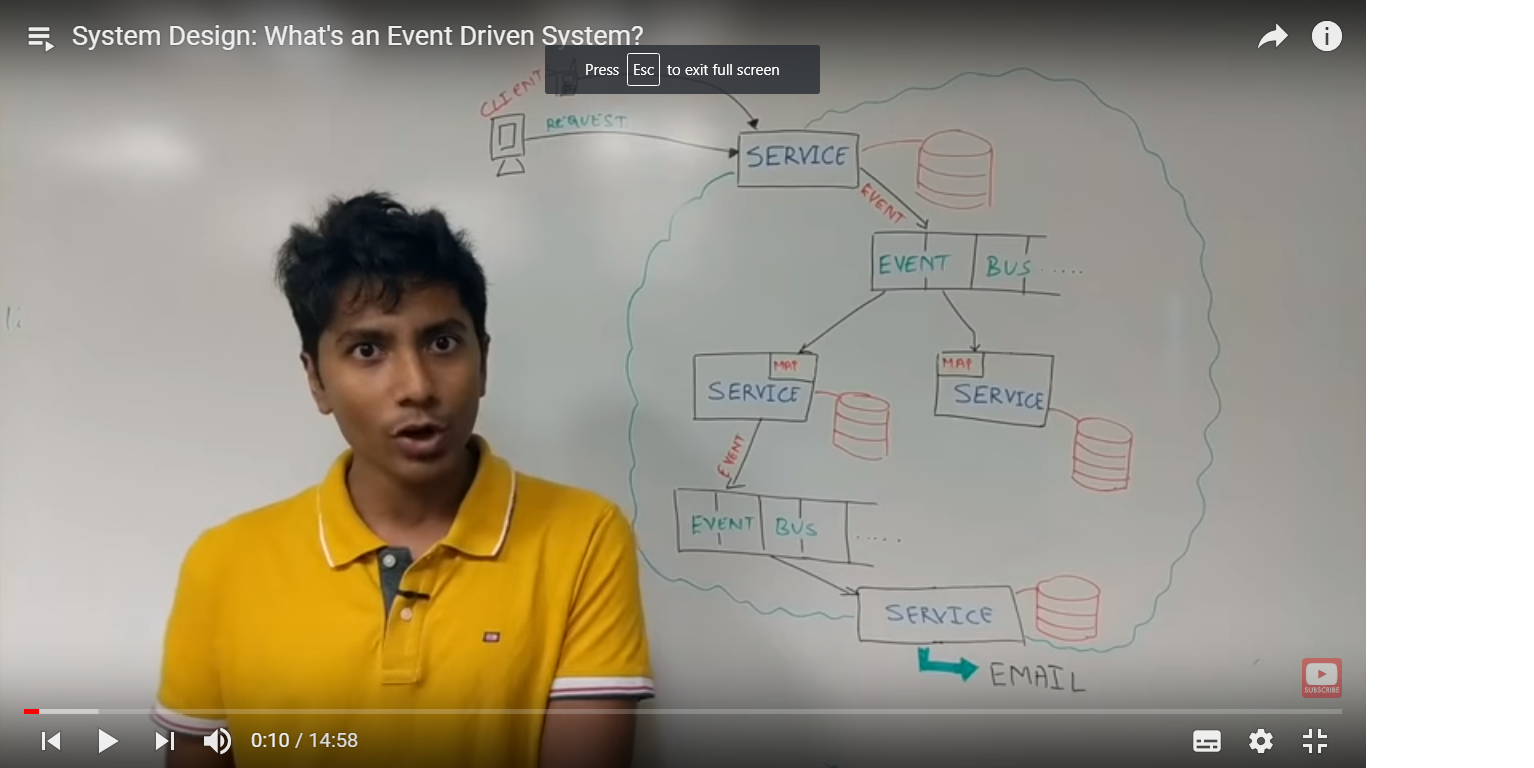 System Design: What's an Event Driven System?
Press Esc to exit full screen
CLIENT
REQUEST
SERVICE
EVENT
EVENT BUS .....
MAP
SERVICE
MAP
SERVICE
EVENT
EVENT BUS .....
SERVICE
EMAIL
SUBSCRIBE
0:10 / 14:58